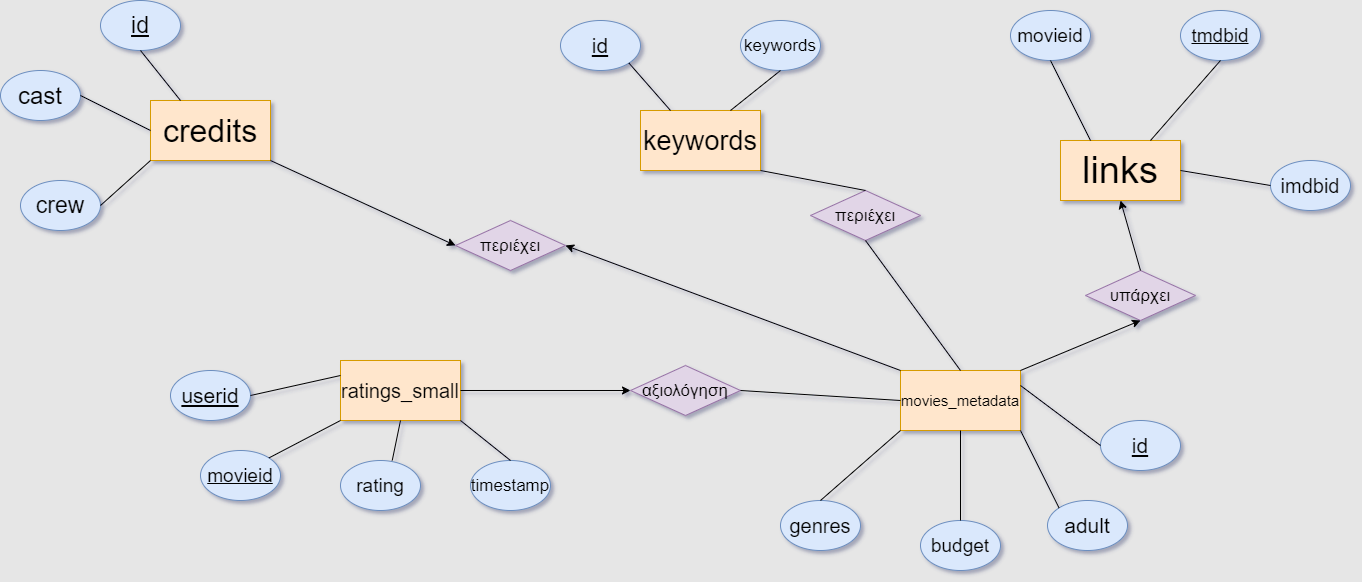 id
cast
credits
crew
id
keywords
keywords
movieid
tmdbid
links
imdbid
περιέχει
περιέχει
υπάρχει
userid
ratings_small
αξιολόγηση
movies_metadata
movieid
rating
timestamp
id
genres
budget
adult